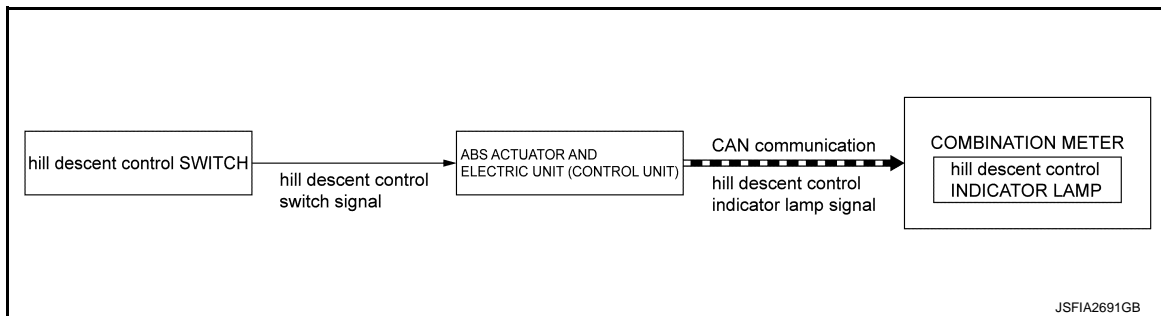 hill descent control SWITCH
hill descent control
switch signal
ABS ACTUATOR AND
ELECTRIC UNIT (CONTROL UNIT)
CAN communication
hill descent control
indicator lamp signal
COMBINATION METER
hill descent control
INDICATOR LAMP
JSFIA2691GB